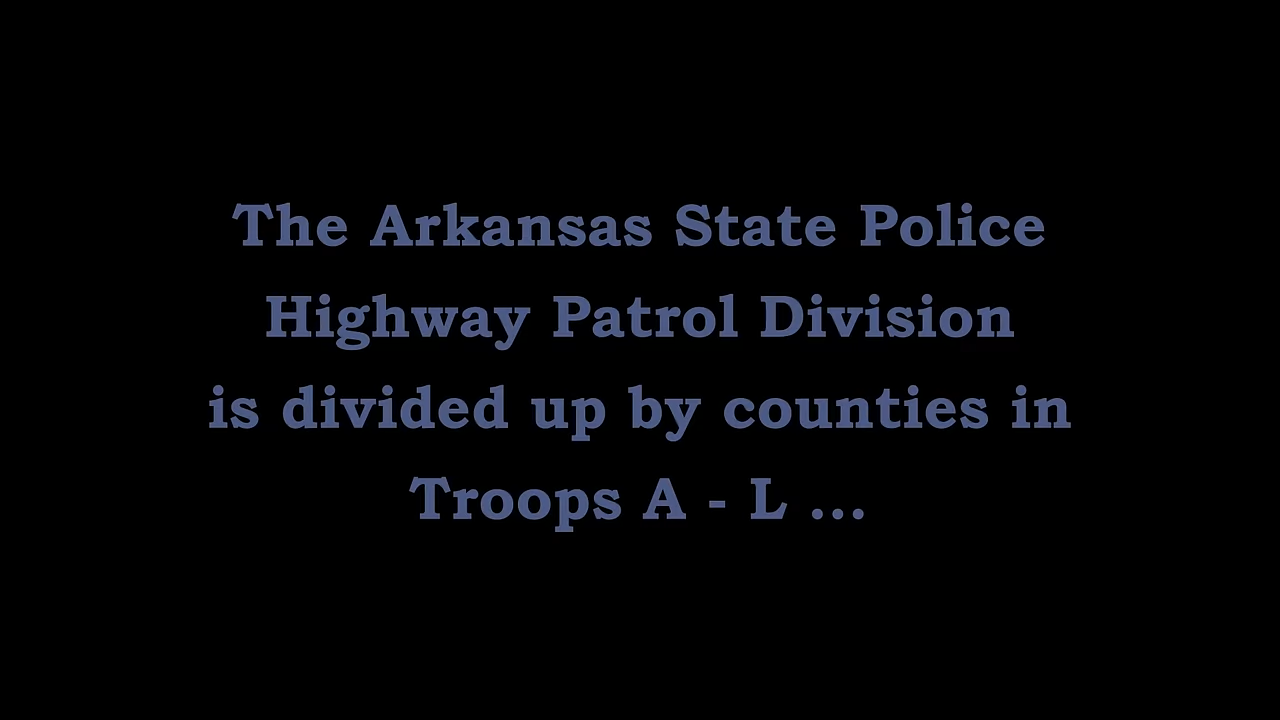 The Arkansas State Police
Highway Patrol Division
is divided up by counties in
Troops A - L ...